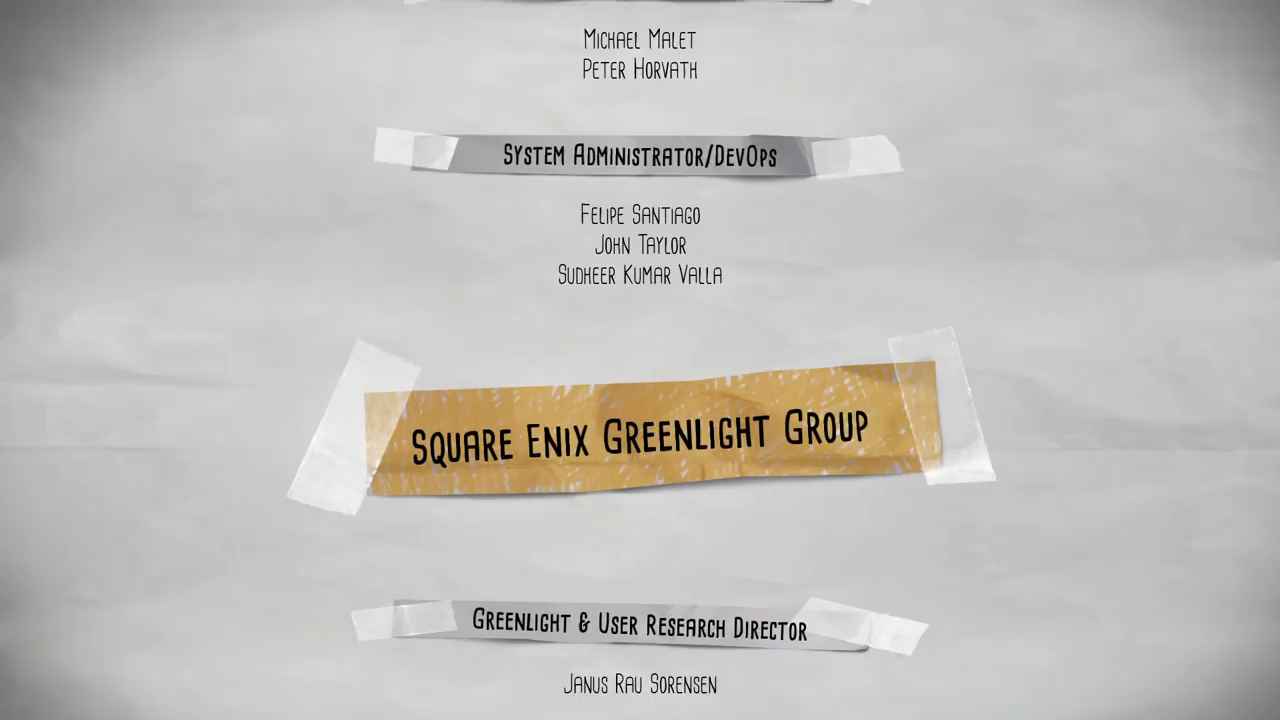 Michael Malet
Peter Horvath
System Administrator/DevOps
Felipe Santiago
John Taylor
Sudheer Kumar Valla
Square Enix Greenlight Group
Greenlight & User Research Director
Janus Rau Sorensen